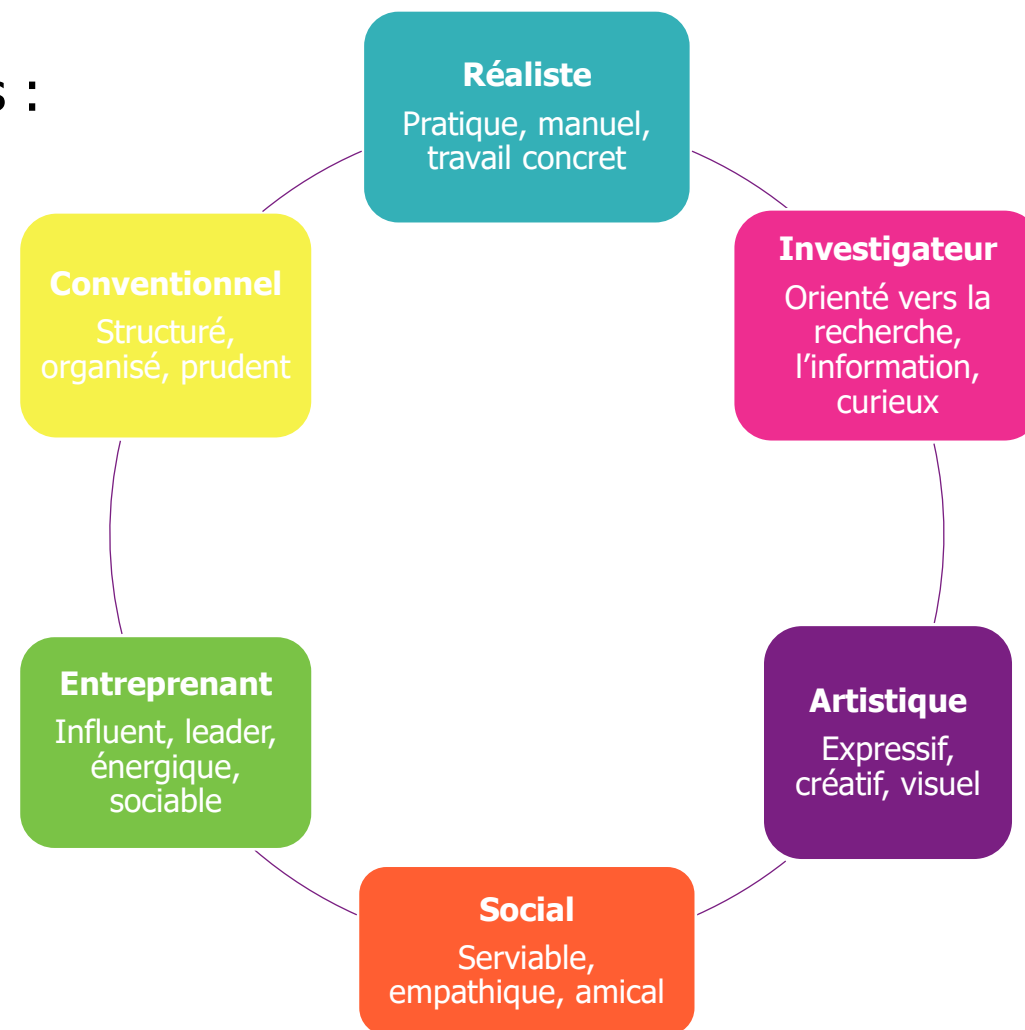 s :
Réaliste
Pratique, manuel,
travail concret
Investigateur
Orienté vers la
recherche,
l’information,
curieux
Artistique
Expressif,
créatif, visuel
Social
Serviable,
empathique, amical
Entreprenant
Influent, leader,
énergique,
sociable
Conventionnel
Structuré,
organisé, prudent